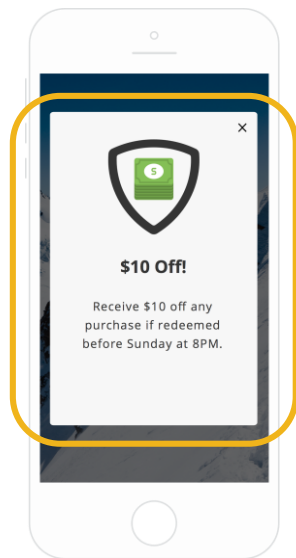 ×
$
$10 Off!
Receive $10 off any
purchase if redeemed
before Sunday at 8PM.